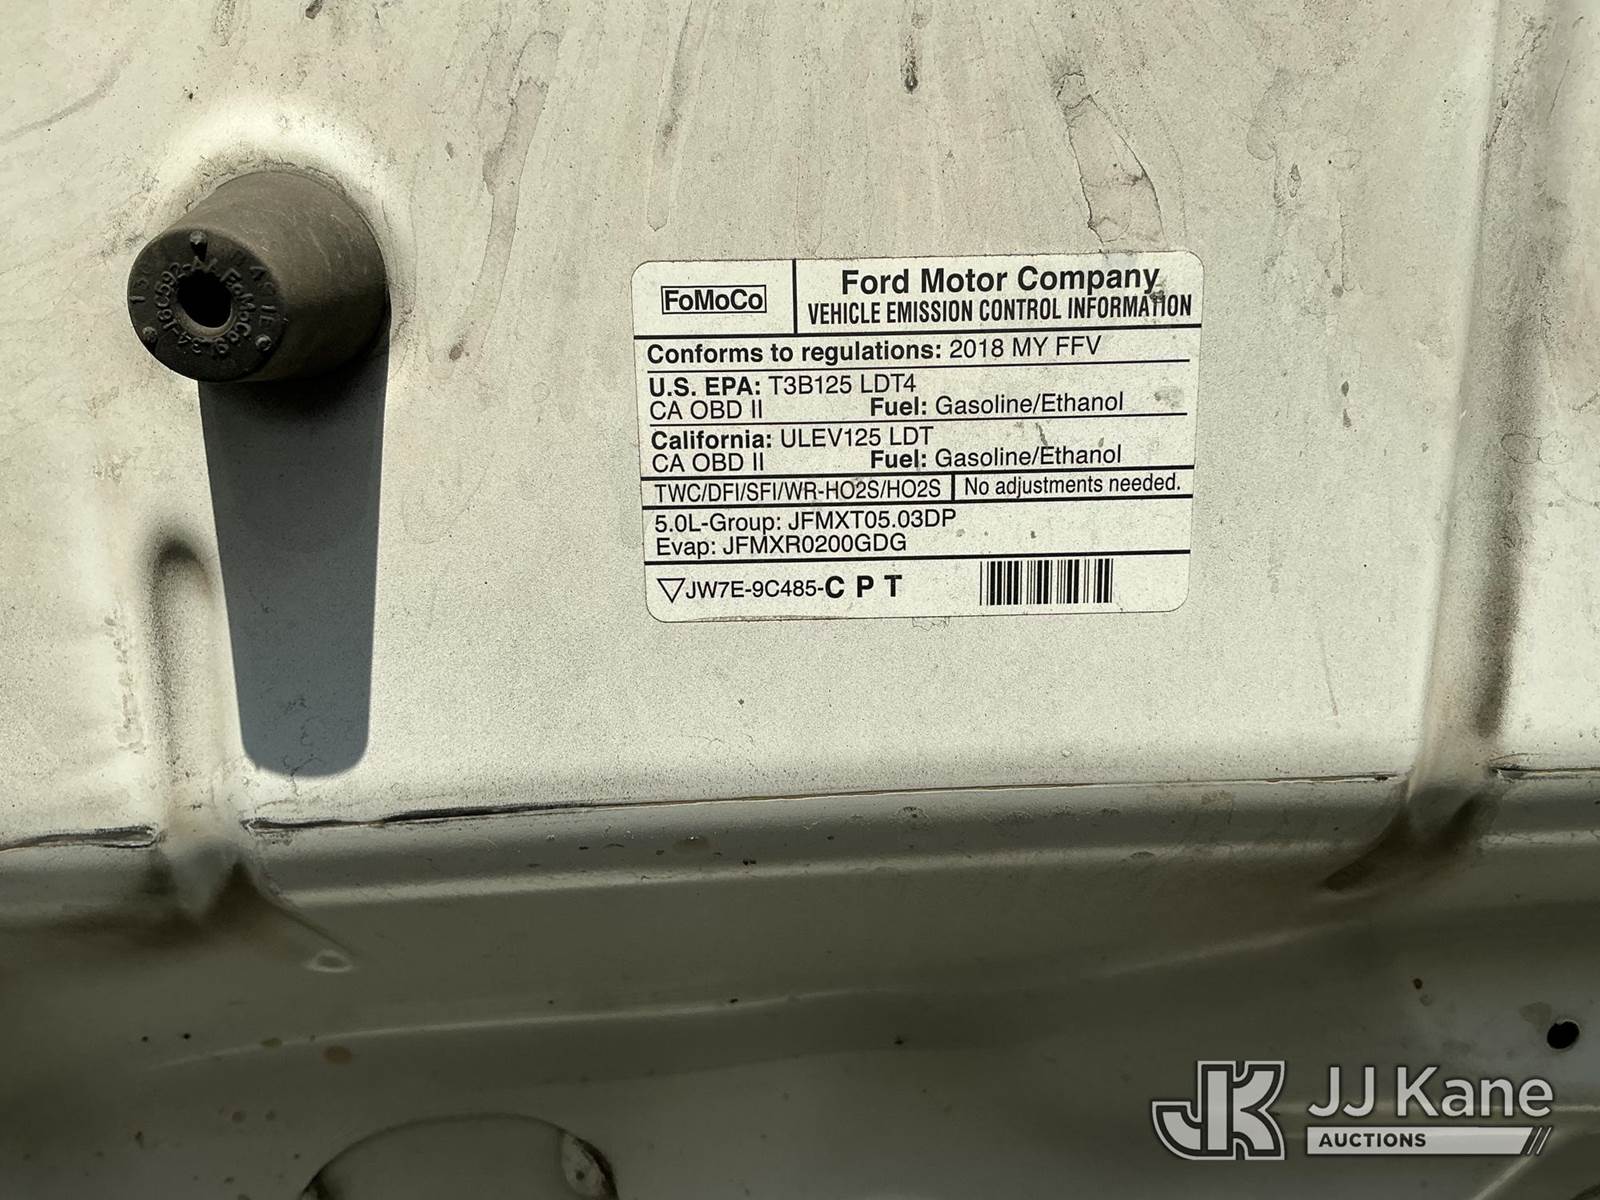 FoMoCo
Ford Motor Company
VEHICLE EMISSION CONTROL INFORMATION
Conforms to regulations: 2018 MY FFV
U.S. EPA: T3B125 LDT4
CA OBD II Fuel: Gasoline/Ethanol
California: ULEV125 LDT
CA OBD II Fuel: Gasoline/Ethanol
TWC/DFI/SFI/WR-HO2S/HO2S No adjustments needed.
5.0L-Group: JFMXT05.03DP
Evap: JFMXR0200GDG
JW7E-9C485-C P T
FoMoCo
JK JJ Kane
AUCTIONS